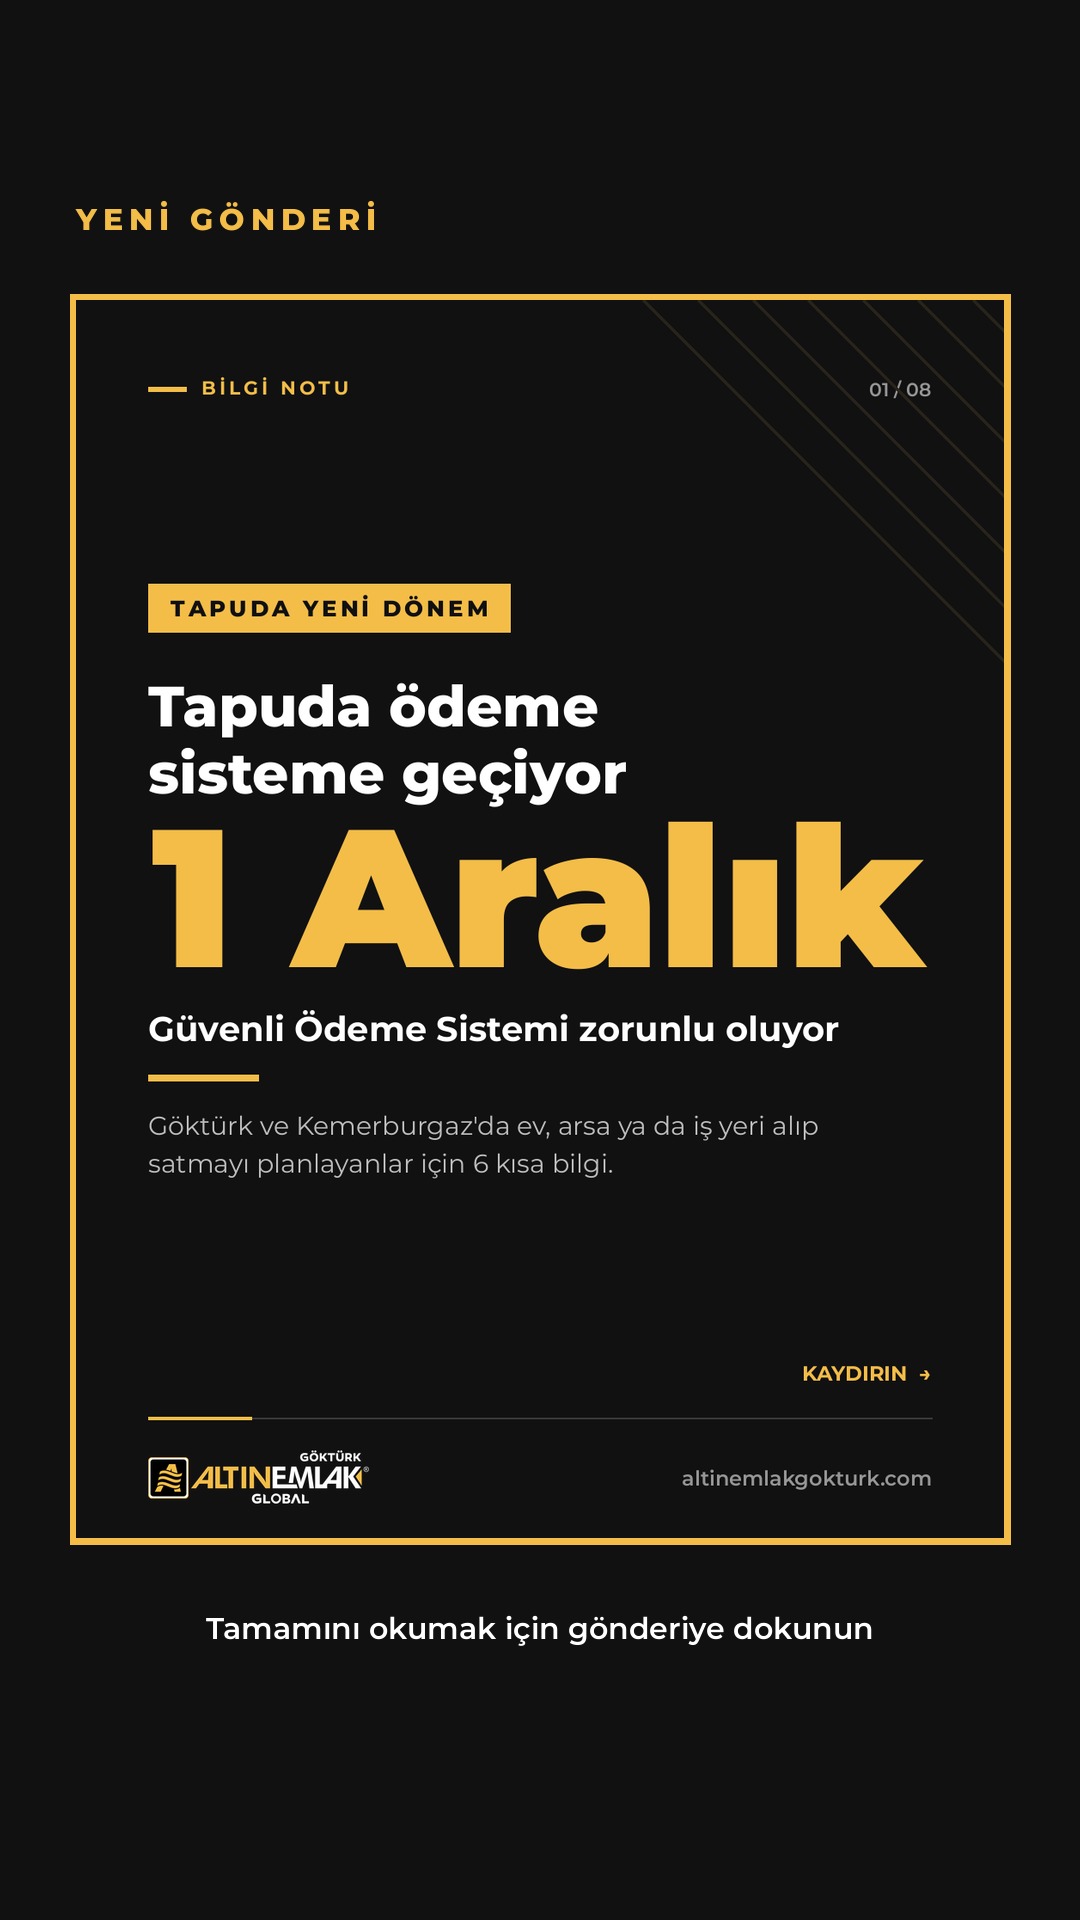 YENİ GÖNDERİ
BİLGİ NOTU
01 / 08
TAPUDA YENİ DÖNEM
Tapuda ödeme
sisteme geçiyor
1 Aralık
Güvenli Ödeme Sistemi zorunlu oluyor
Göktürk ve Kemerburgaz'da ev, arsa ya da iş yeri alıp
satmayı planlayanlar için 6 kısa bilgi.
KAYDIRIN →
GÖKTÜRK
ALTINEMLAK®
GLOBAL
altinemlakgokturk.com
Tamamını okumak için gönderiye dokunun